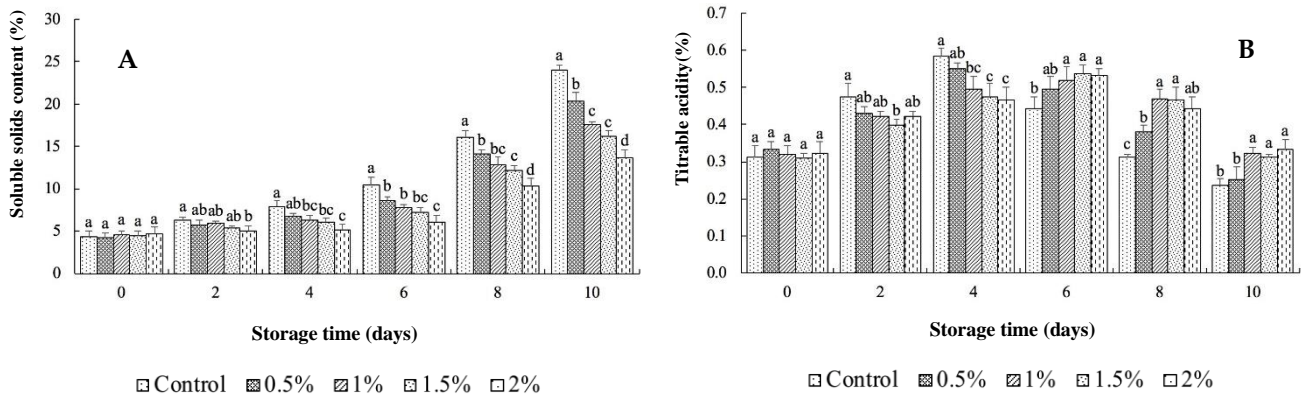 A
Soluble solids content (%)
30
25
20
15
10
5
0
a a a a a
a ab ab ab b
a ab bc bc c
a b b bc c
a b bc c d
a b c c d
0 2 4 6 8 10
Storage time (days)
Control 0.5% 1% 1.5% 2%
B
Titrable acidity(%)
0.7
0.6
0.5
0.4
0.3
0.2
0.1
0.0
a a a a a
a ab ab b ab
a ab bc c c
b ab a a a
c b a a ab
b b a a a
0 2 4 6 8 10
Storage time (days)
Control 0.5% 1% 1.5% 2%